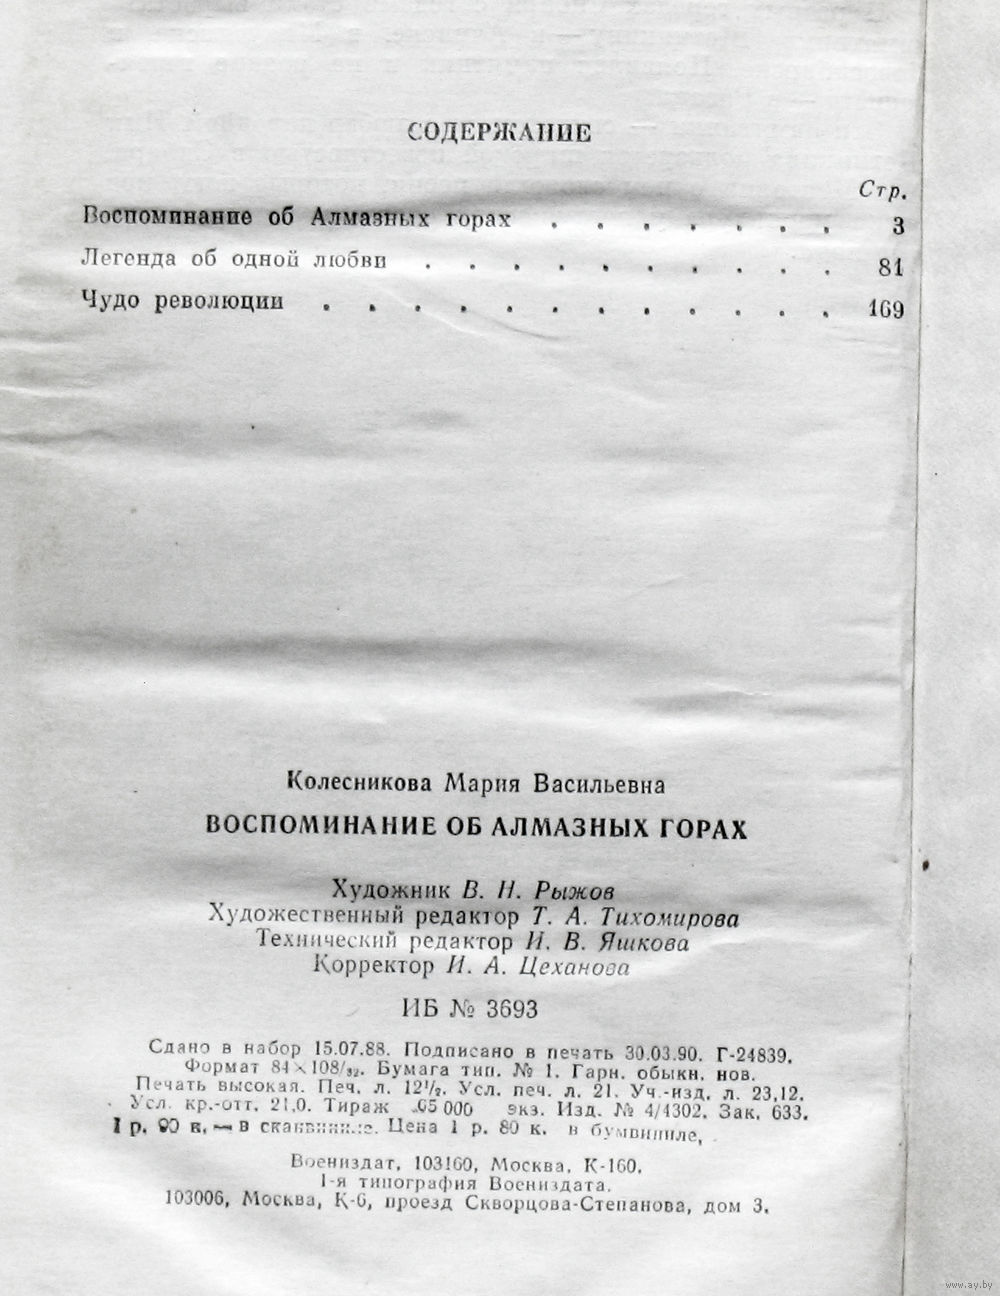 СОДЕРЖАНИЕ
Стр.
Воспоминание об Алмазных горах . . . . . . . 3
Легенда об одной любви . . . . . . . . . . 81
Чудо революции . . . . . . . . . . . . 169
Колесникова Мария Васильевна
ВОСПОМИНАНИЕ ОБ АЛМАЗНЫХ ГОРАХ
Художник В. Н. Рыжов
Художественный редактор Т. А. Тихомирова
Технический редактор И. В. Яшкова
Корректор И. А. Цеханова
ИБ № 3693
Сдано в набор 15.07.88. Подписано в печать 30.03.90. Г-24839.
Формат 84×108/₃₂. Бумага тип. № 1. Гарн. обыкн. нов.
Печать высокая. Печ. л. 12½. Усл. печ. л. 21. Уч.-изд. л. 23,12.
Усл. кр.-отт. 21,0. Тираж 65 000 экз. Изд. № 4/4302. Зак. 633.
1 р. 90 к. — в Цена 1 р. 80 к. в бумвиниле,
Воениздат, 103160, Москва, К-160.
1-я типография Воениздата.
103006, Москва, К-6, проезд Скворцова-Степанова, дом 3.
www.ay.by